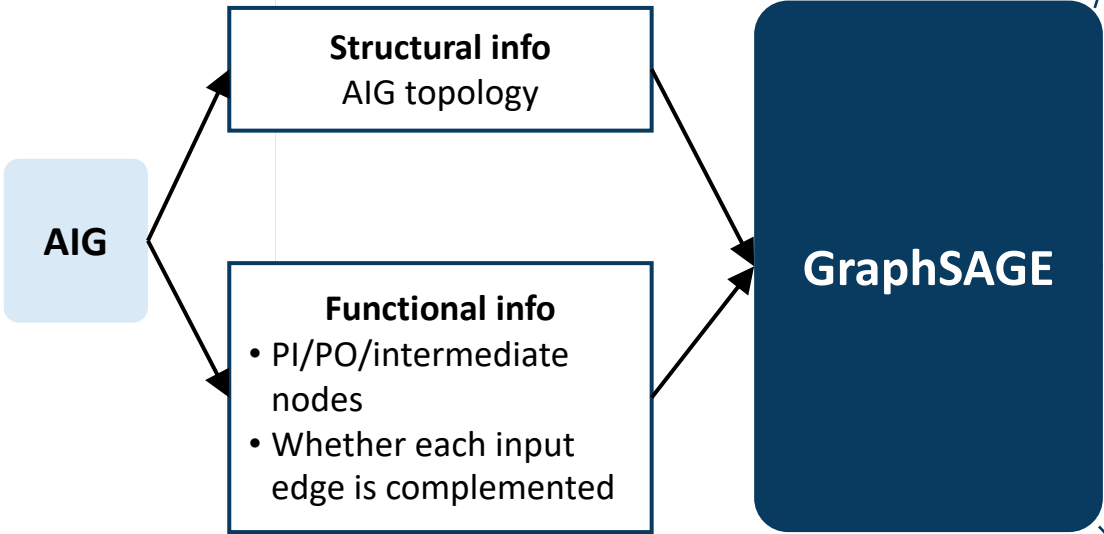 Structural info
AIG topology
AIG
GraphSAGE
Functional info
• PI/PO/intermediate
nodes
• Whether each input
edge is complemented